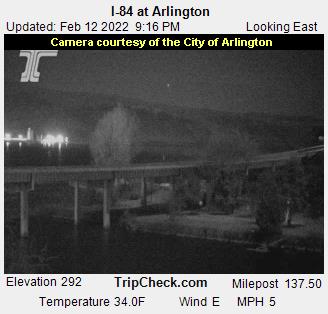 I-84 at Arlington
Updated: Feb 12 2022 9:16 PM Looking East
Camera courtesy of the City of Arlington
Elevation 292 TripCheck.com Milepost 137.50
Temperature 34.0F Wind E MPH 5